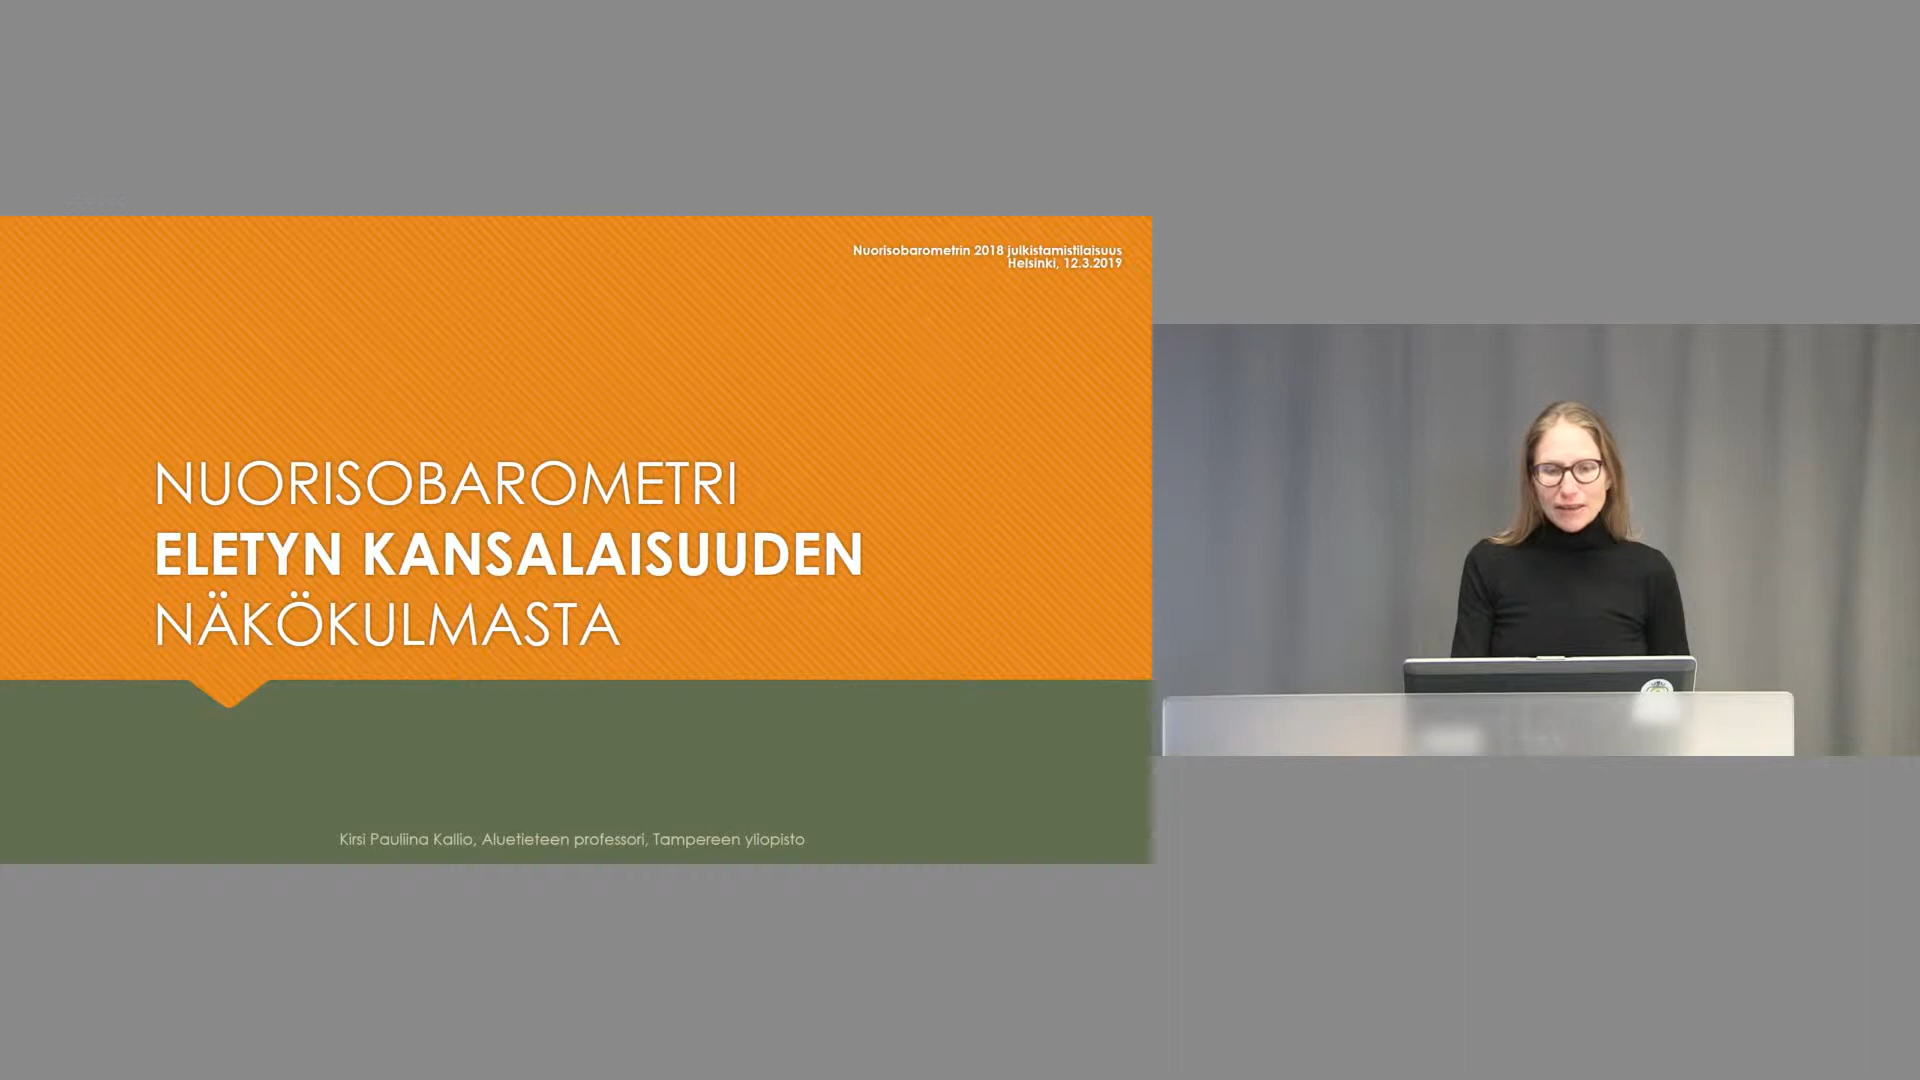 Nuorisobarometrin 2018 julkistamistilaisuus
Helsinki, 12.3.2019
NUORISOBAROMETRI
ELETYN KANSALAISUUDEN
NÄKÖKULMASTA
Kirsi Pauliina Kallio, Aluetieteen professori, Tampereen yliopisto